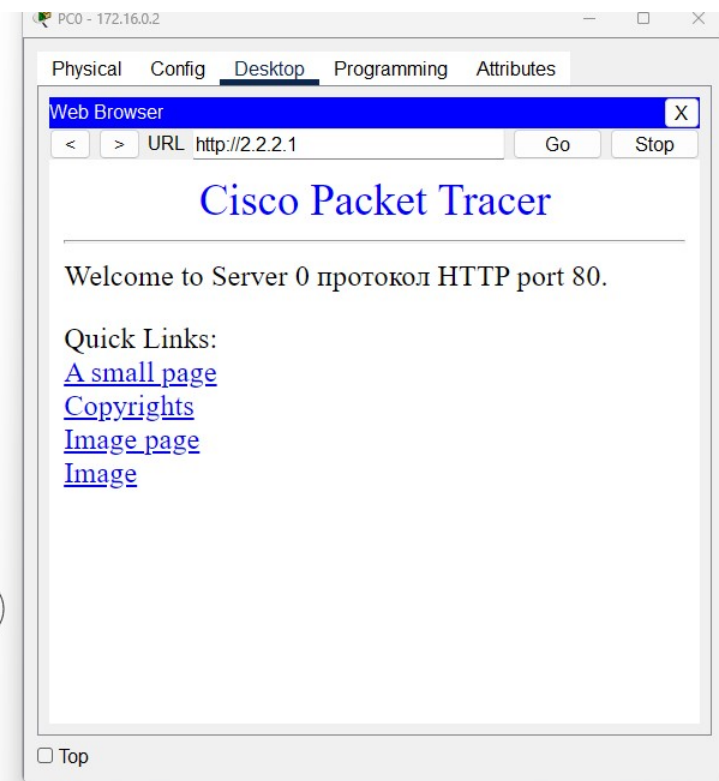 PC0 - 172.16.0.2
Physical Config Desktop Programming Attributes
Web Browser X
< > URL http://2.2.2.1 Go Stop
Cisco Packet Tracer
Welcome to Server 0 протокол HTTP port 80.
Quick Links:
A small page
Copyrights
Image page
Image
Top